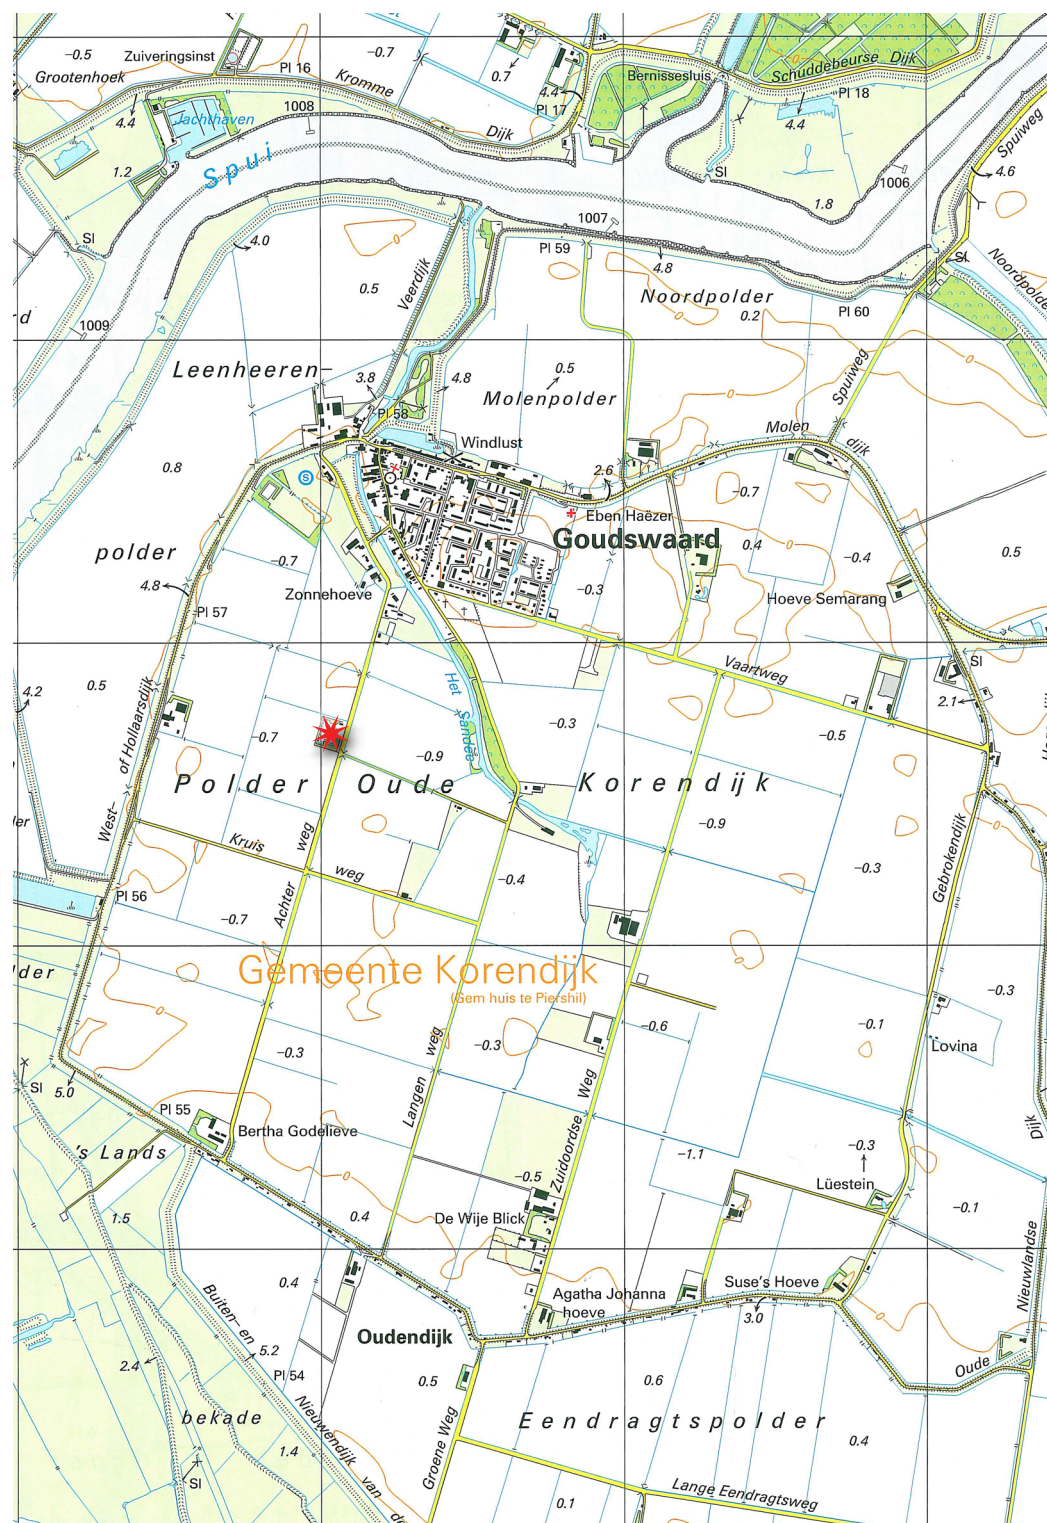 -0.5
Zuiveringsinst
-0.7
Grootenhoek
Pl 16
Kromme
0.7
Bernissesluis
Schuddebeurse Dijk
4.4
Jachthaven
1008
4.4
Pl 17
Pl 18
4.4
Dijk
Spuiweg
Spui
1.2
Sl
4.6
1006
1.8
1007
Sl
4.0
Pl 59
4.8
Sl
Noordpolde
0.5
Veerdijk
Noordpolder
0.2
Pl 60
rd
1009
Leenheeren-
3.8
4.8
0.5
Molenpolder
Spuiweg
Pl 58
Windlust
Molen
dijk
0.8
S
2.6
-0.7
Eben Haëzer
Goudswaard
0.4
-0.4
0.5
polder
-0.7
4.8
-0.3
Zonnehoeve
Hoeve Semarang
Pl 57
Vaartweg
Sl
4.2
0.5
Het Sandee
2.1
West-
of Hollaarsdijk
-0.7
-0.3
-0.5
-0.9
Polder Oude Korendijk
-0.9
ler
Kruis
weg
Achter
weg
-0.4
-0.3
Gebrokendijk
Pl 56
-0.7
lder
Gemeente Korendijk
(Gem huis te Piershil)
-0.3
-0.6
-0.1
-0.3
-0.3
Lovina
Langen
weg
Zuidoordse Weg
Sl
5.0
Pl 55
Bertha Godelieve
Dijk
's Lands
-1.1
-0.3
Lüestein
-0.5
-0.1
1.5
0.4
De Wije Blick
0.4
Suse's Hoeve
Nieuwlandse
Agatha Johanna
hoeve
3.0
Buiten- en
Oudendijk
5.2
2.4
Pl 54
0.5
0.6
Oude
bekade
Nieuwendijk van de
Groene Weg
Eendragtspolder
0.4
1.4
Sl
0.1
Lange Eendragtsweg